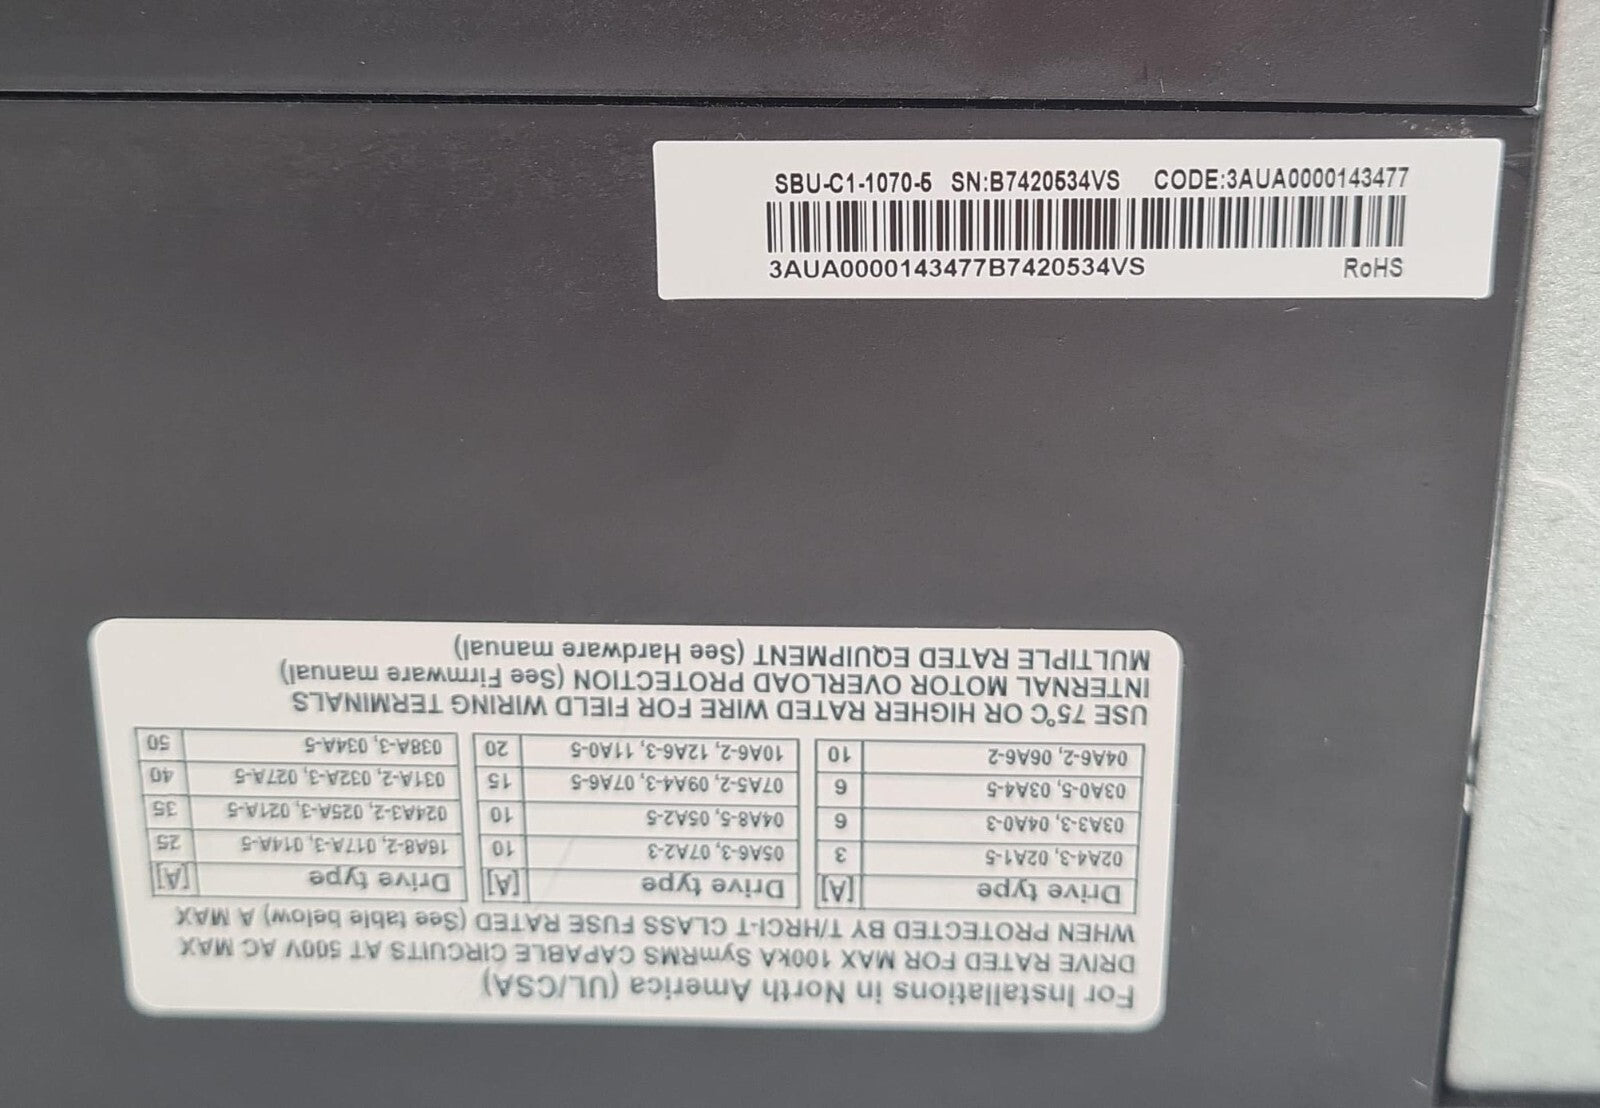 SBU-C1-1070-5 SN:B7420534VS CODE:3AUA0000143477
3AUA0000143477B7420534VS RoHS
For Installations in North America (UL/CSA)
DRIVE RATED FOR MAX 100kA SymRMS CAPABLE CIRCUITS AT 500V AC MAX
WHEN PROTECTED BY T/HRCI-T CLASS FUSE RATED (See table below) A MAX
Drive type [A] Drive type [A] Drive type [A]
02A4-3, 02A1-5 3 05A6-3, 07A2-3 10 16A8-2, 017A-3, 014A-5 25
03A3-3, 04A0-3 6 04A8-5, 05A2-5 10 024A3-2, 025A-3, 021A-5 35
03A0-5, 03A4-5 6 07A5-2, 09A4-3, 07A6-5 15 031A-2, 032A-3, 027A-5 40
04A6-2, 06A6-2 10 10A6-2, 12A6-3, 11A0-5 20 038A-3, 034A-5 50
USE 75°C OR HIGHER RATED WIRE FOR FIELD WIRING TERMINALS
INTERNAL MOTOR OVERLOAD PROTECTION (See Firmware manual)
MULTIPLE RATED EQUIPMENT (See Hardware manual)